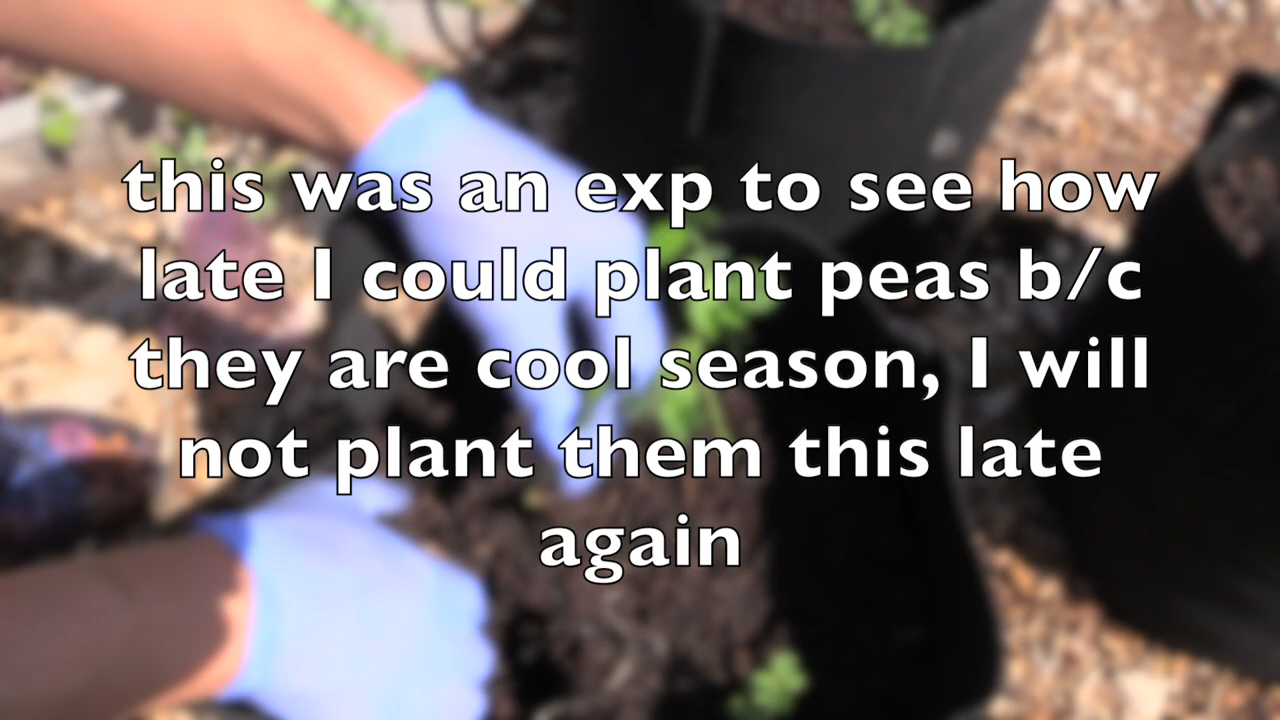 this was an exp to see how
late I could plant peas b/c
they are cool season, I will
not plant them this late
again